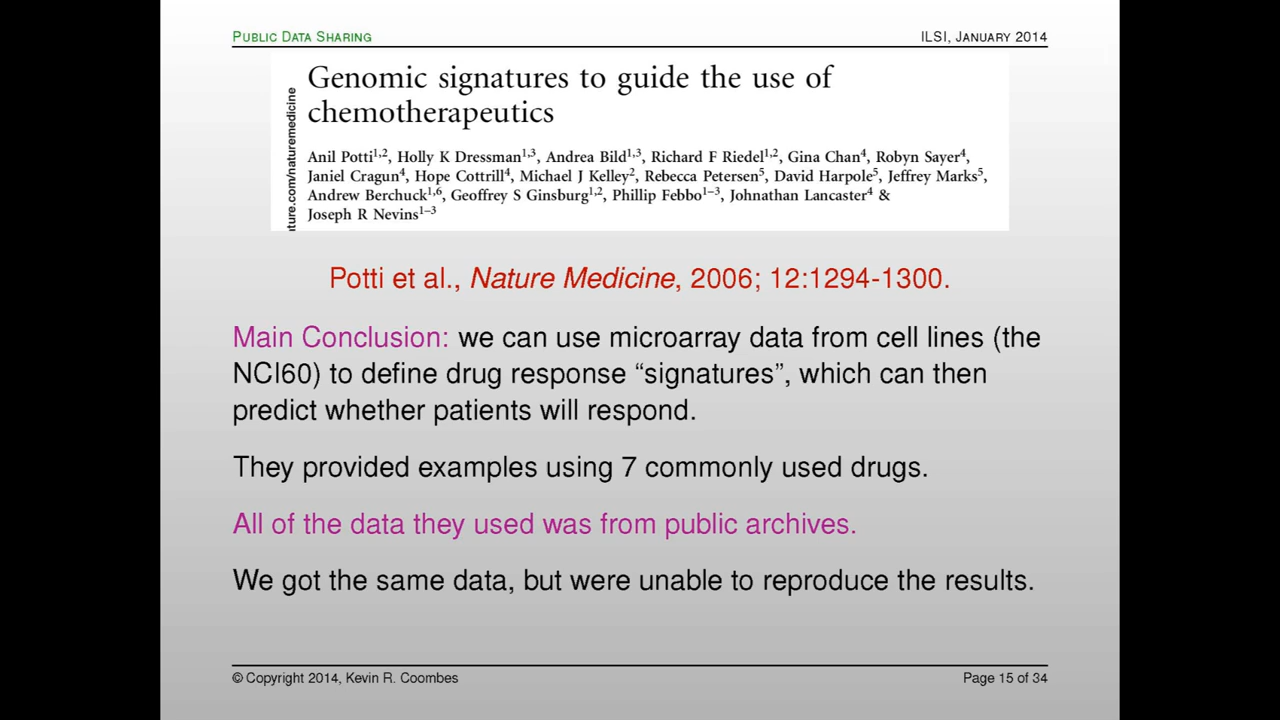 PUBLIC DATA SHARING
ILSI, JANUARY 2014
ture.com/naturemedicine
Genomic signatures to guide the use of
chemotherapeutics
Anil Potti1,2, Holly K Dressman1,3, Andrea Bild1,3, Richard F Riedel1,2, Gina Chan4, Robyn Sayer4,
Janiel Cragun4, Hope Cottrill4, Michael J Kelley2, Rebecca Petersen5, David Harpole5, Jeffrey Marks5,
Andrew Berchuck1,6, Geoffrey S Ginsburg1,2, Phillip Febbo1–3, Johnathan Lancaster4 &
Joseph R Nevins1–3
Potti et al., Nature Medicine, 2006; 12:1294-1300.
Main Conclusion: we can use microarray data from cell lines (the
NCI60) to define drug response “signatures”, which can then
predict whether patients will respond.
They provided examples using 7 commonly used drugs.
All of the data they used was from public archives.
We got the same data, but were unable to reproduce the results.
© Copyright 2014, Kevin R. Coombes
Page 15 of 34